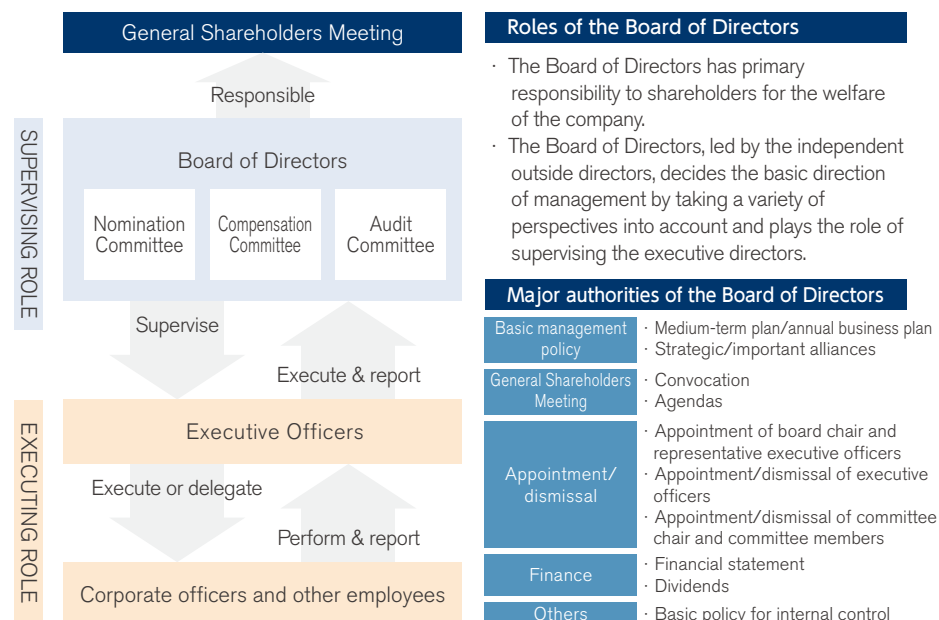 General Shareholders Meeting
Responsible
SUPERVISING ROLE
Board of Directors
Nomination
Committee
Compensation
Committee
Audit
Committee
Supervise
Execute & report
EXECUTING ROLE
Executive Officers
Execute or delegate
Perform & report
Corporate officers and other employees
Roles of the Board of Directors
· The Board of Directors has primary
responsibility to shareholders for the welfare
of the company.
· The Board of Directors, led by the independent
outside directors, decides the basic direction
of management by taking a variety of
perspectives into account and plays the role of
supervising the executive directors.
Major authorities of the Board of Directors
Basic management
policy
· Medium-term plan/annual business plan
· Strategic/important alliances
General Shareholders
Meeting
· Convocation
· Agendas
Appointment/
dismissal
· Appointment of board chair and
representative executive officers
· Appointment/dismissal of executive
officers
· Appointment/dismissal of committee
chair and committee members
Finance
· Financial statement
· Dividends
Others
· Basic policy for internal control